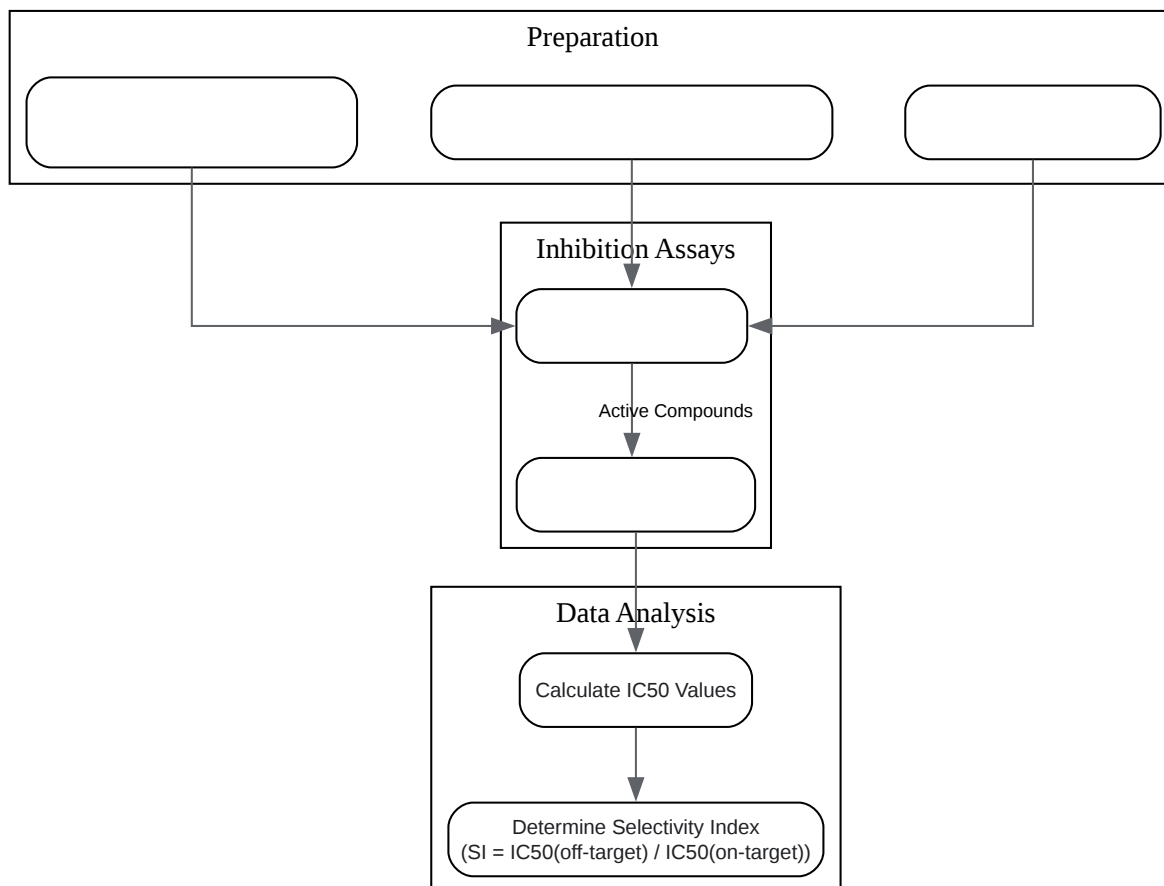 Preparation
Inhibition Assays
Active Compounds
Data Analysis
Calculate IC50 Values
Determine Selectivity Index
(SI = IC50(off-target) / IC50(on-target))